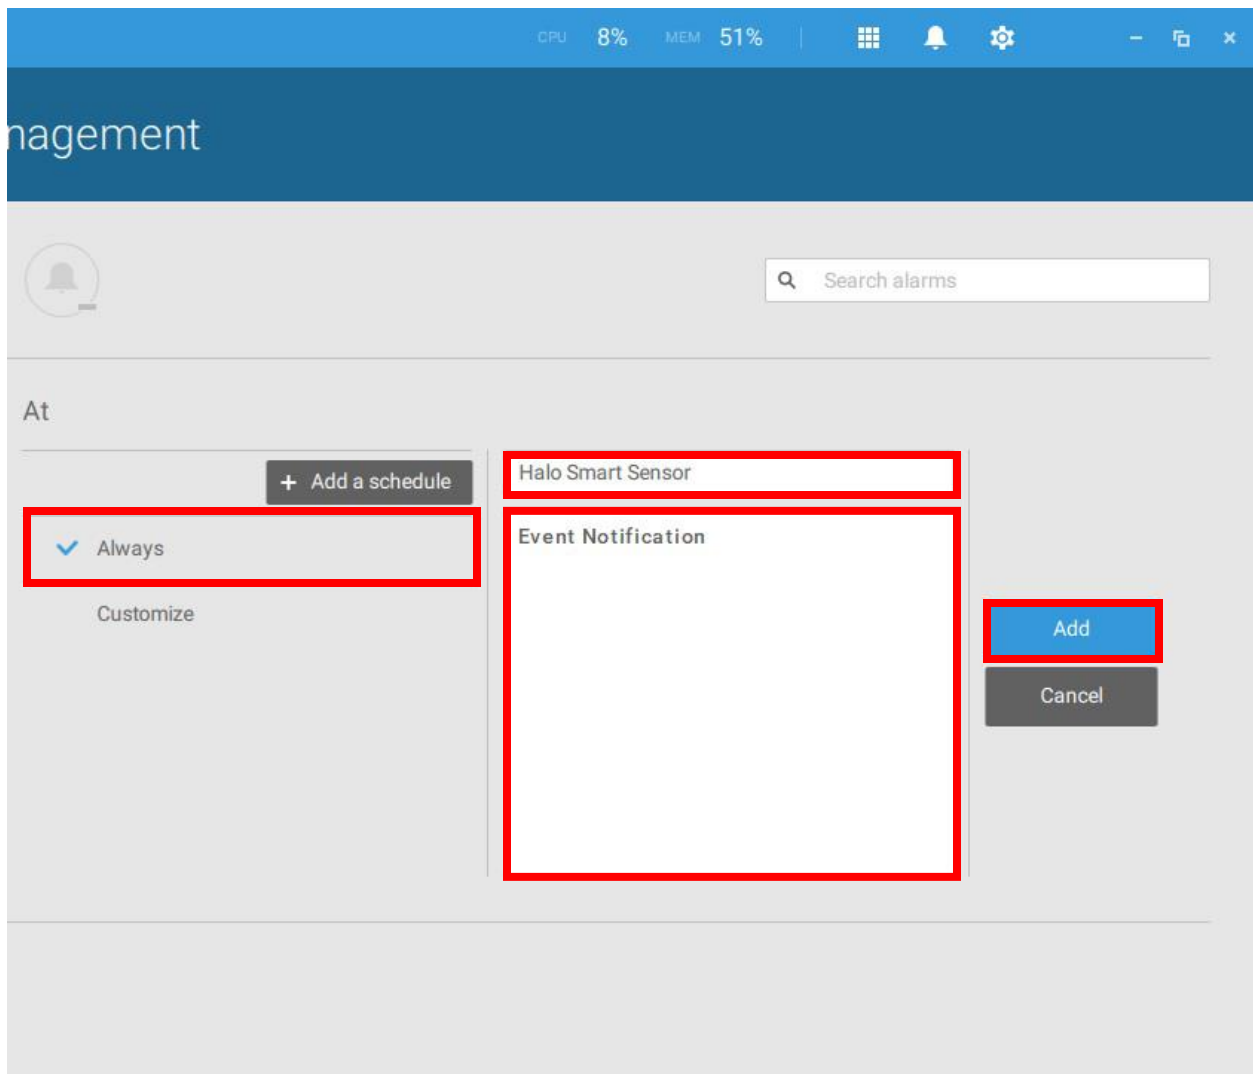 CPU 8% MEM 51%
nagement
Search alarms
At
+ Add a schedule
Always
Customize
Halo Smart Sensor
Event Notification
Add
Cancel